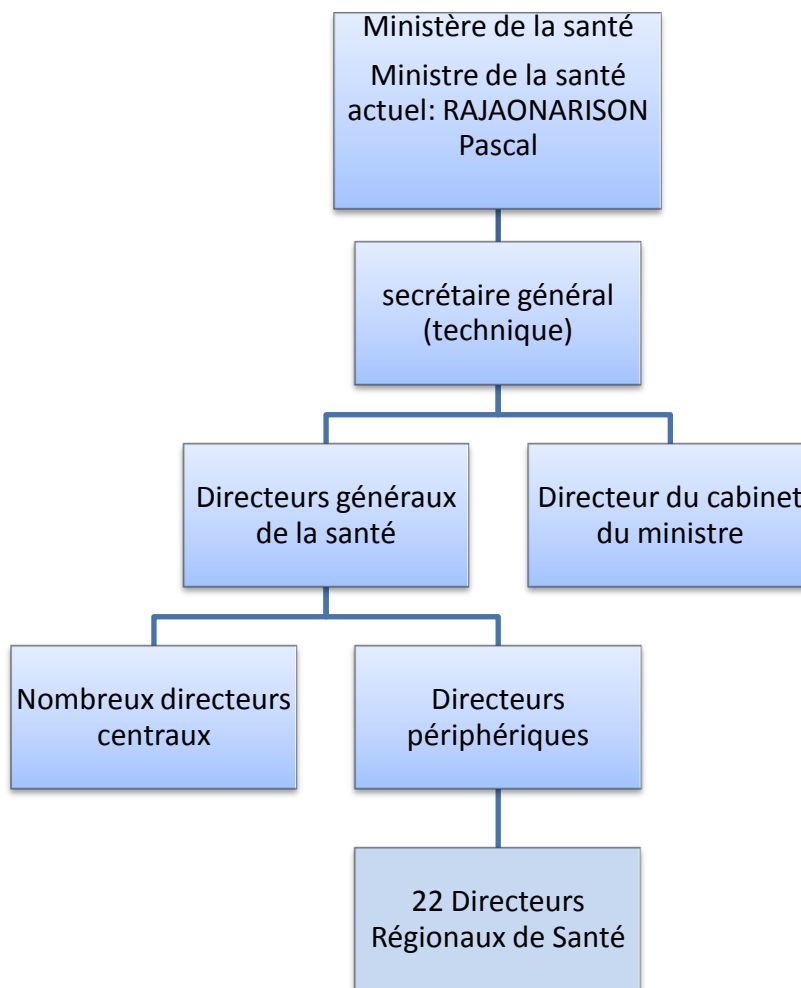 Ministère de la santé
Ministre de la santé
actuel: RAJAONARISON
Pascal
secrétaire général
(technique)
Directeurs généraux
de la santé
Directeur du cabinet
du ministre
Nombreux directeurs
centraux
Directeurs
périphériques
22 Directeurs
Régionaux de Santé